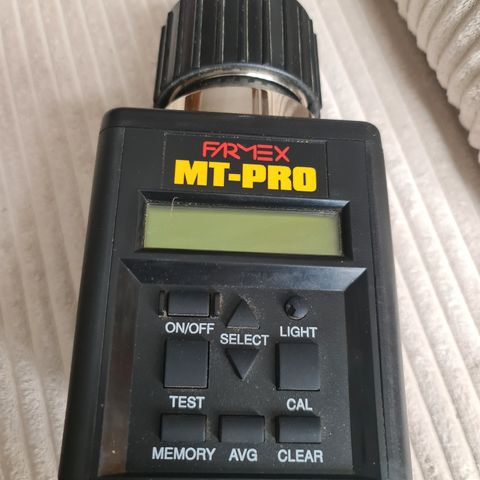 FARMEX
MT-PRO
ON/OFF
SELECT
LIGHT
TEST
CAL
MEMORY
AVG
CLEAR